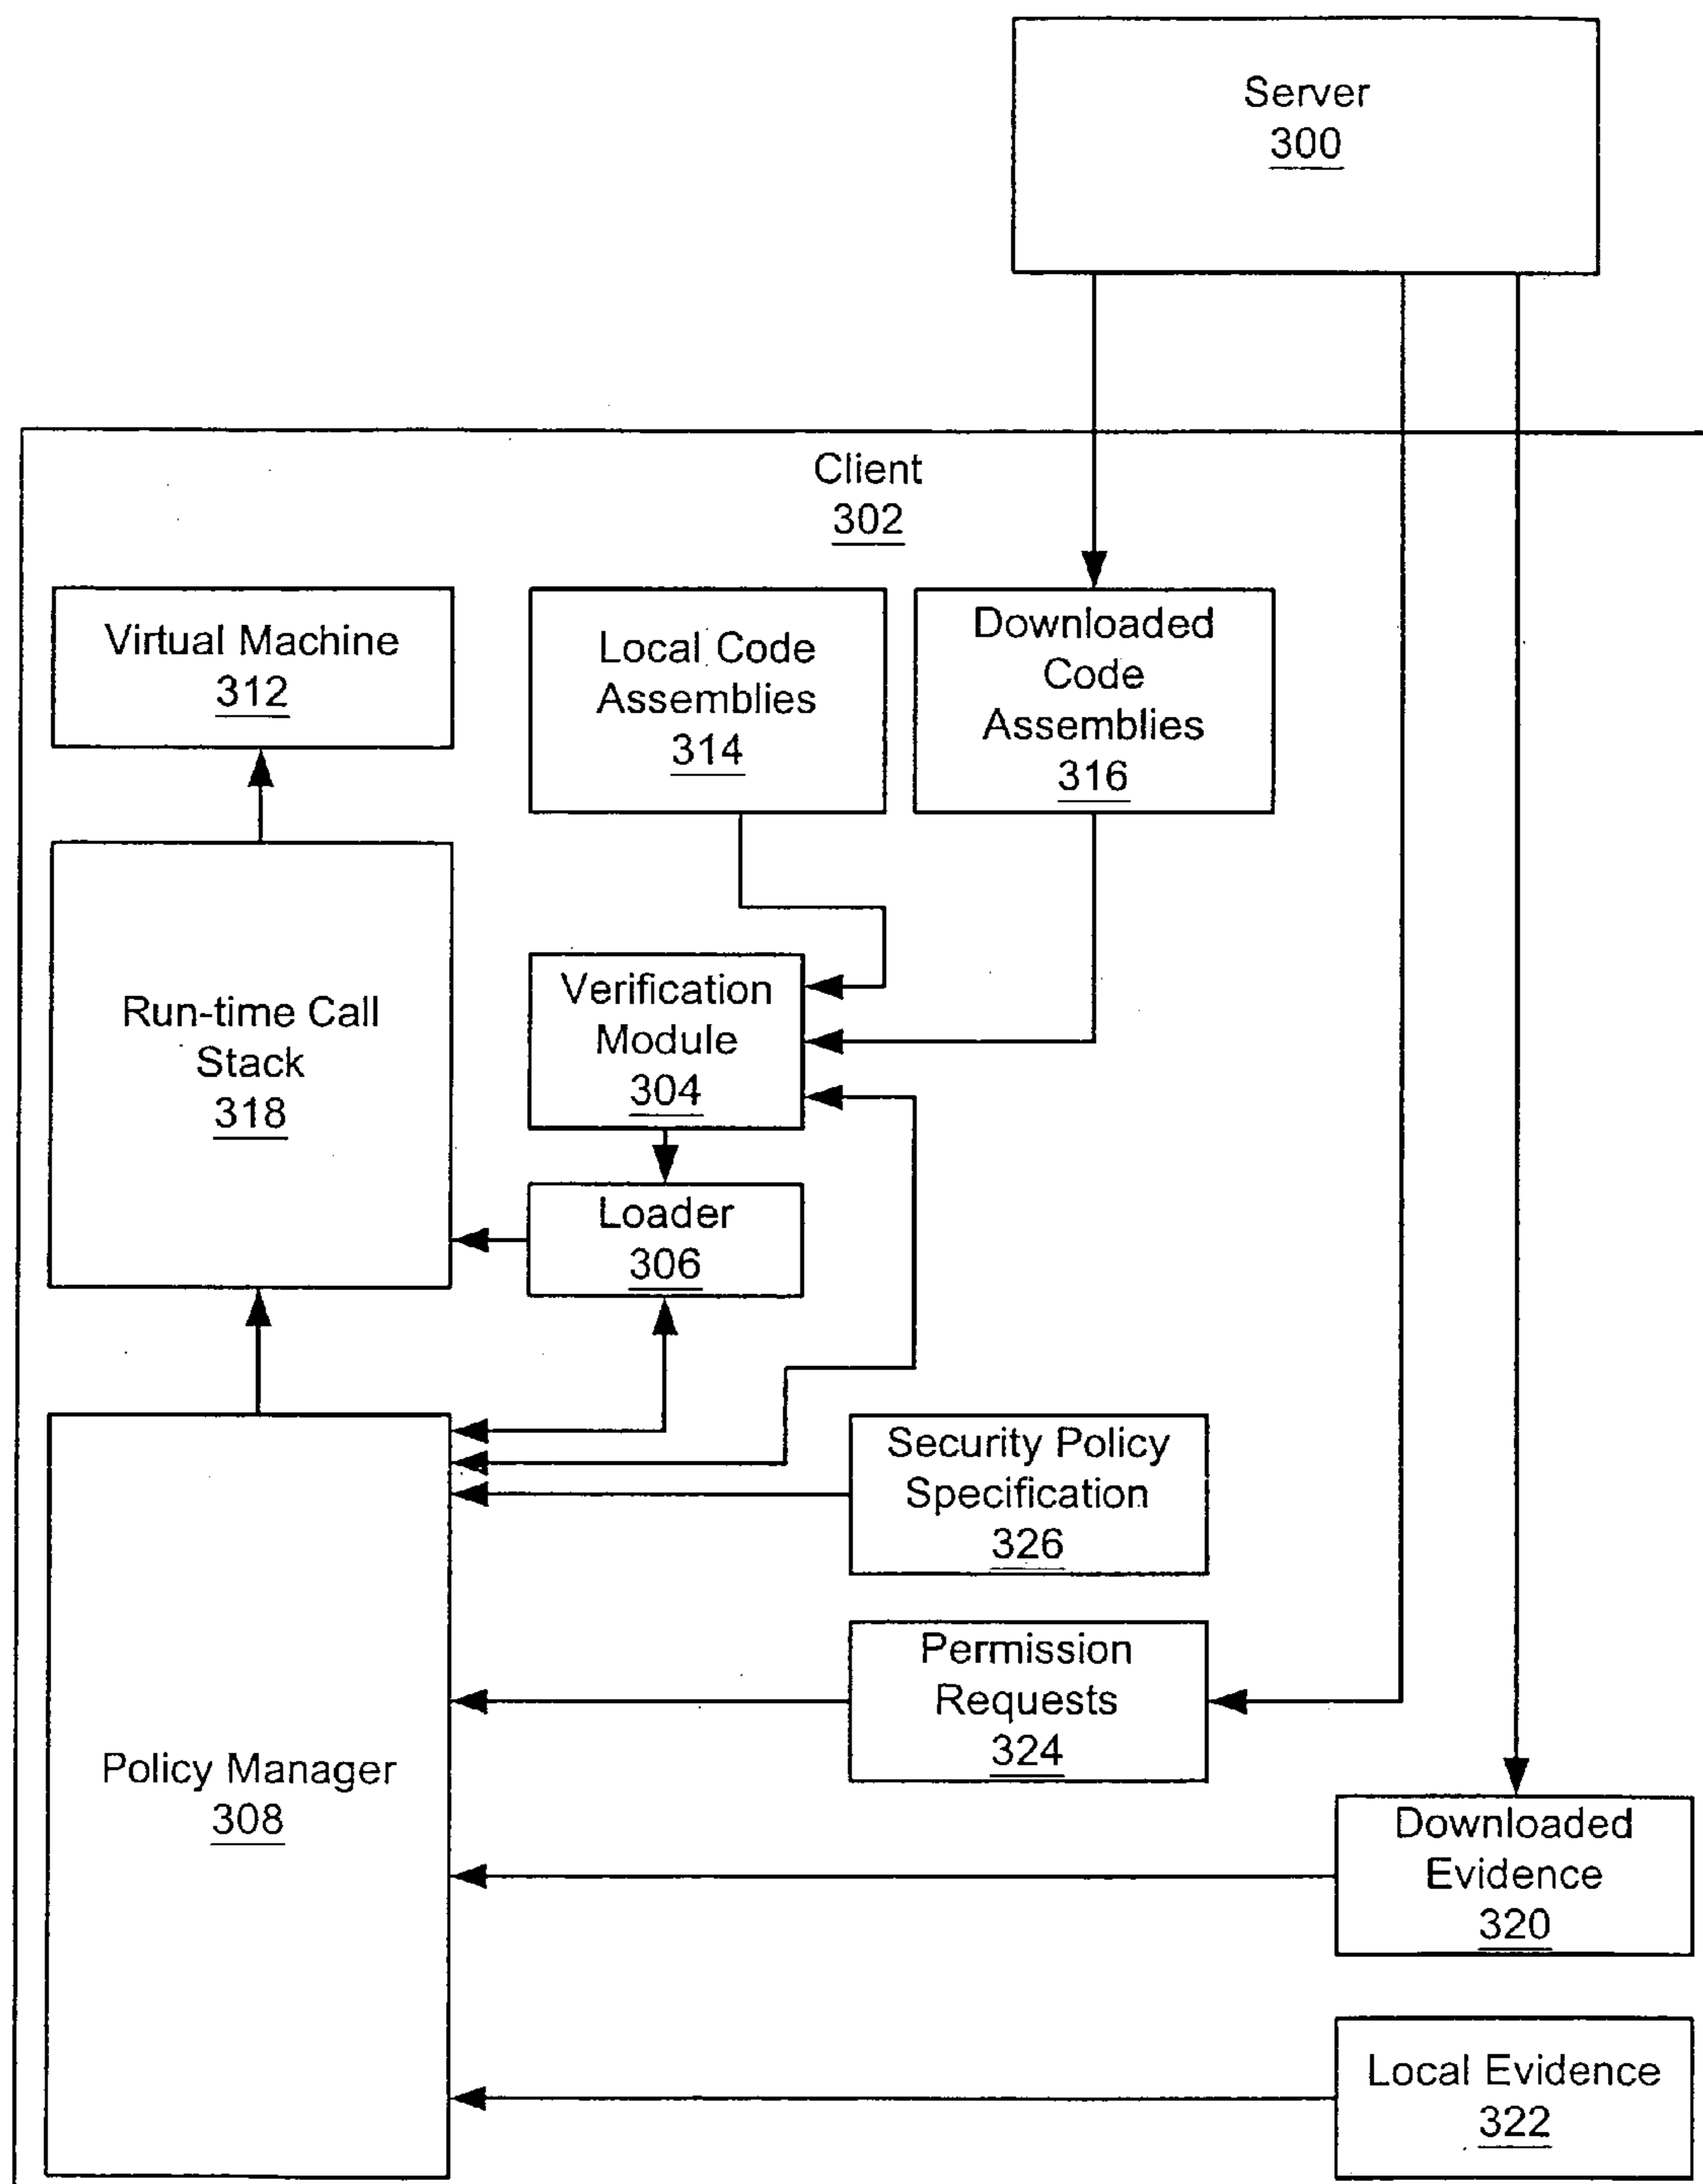 Server
300
Client
302
Virtual Machine
312
Local Code
Assemblies
314
Downloaded
Code
Assemblies
316
Run-time Call
Stack
318
Verification
Module
304
Loader
306
Security Policy
Specification
326
Permission
Requests
324
Policy Manager
308
Downloaded
Evidence
320
Local Evidence
322